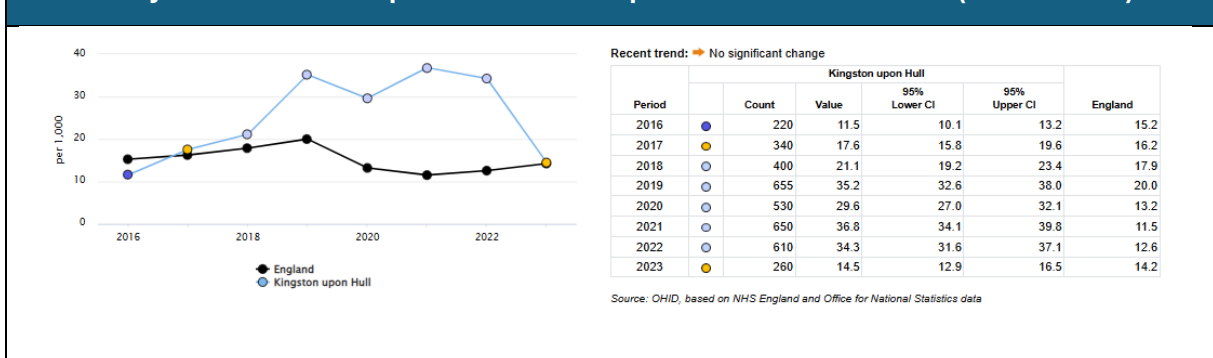 40
30
20
10
0
per 1,000
2016
2018
2020
2022
England
Kingston upon Hull
Recent trend: No significant change
Kingston upon Hull
Period Count Value 95% Lower CI 95% Upper CI England
2016 220 11.5 10.1 13.2 15.2
2017 340 17.6 15.8 19.6 16.2
2018 400 21.1 19.2 23.4 17.9
2019 655 35.2 32.6 38.0 20.0
2020 530 29.6 27.0 32.1 13.2
2021 650 36.8 34.1 39.8 11.5
2022 610 34.3 31.6 37.1 12.6
2023 260 14.5 12.9 16.5 14.2
Source: OHID, based on NHS England and Office for National Statistics data